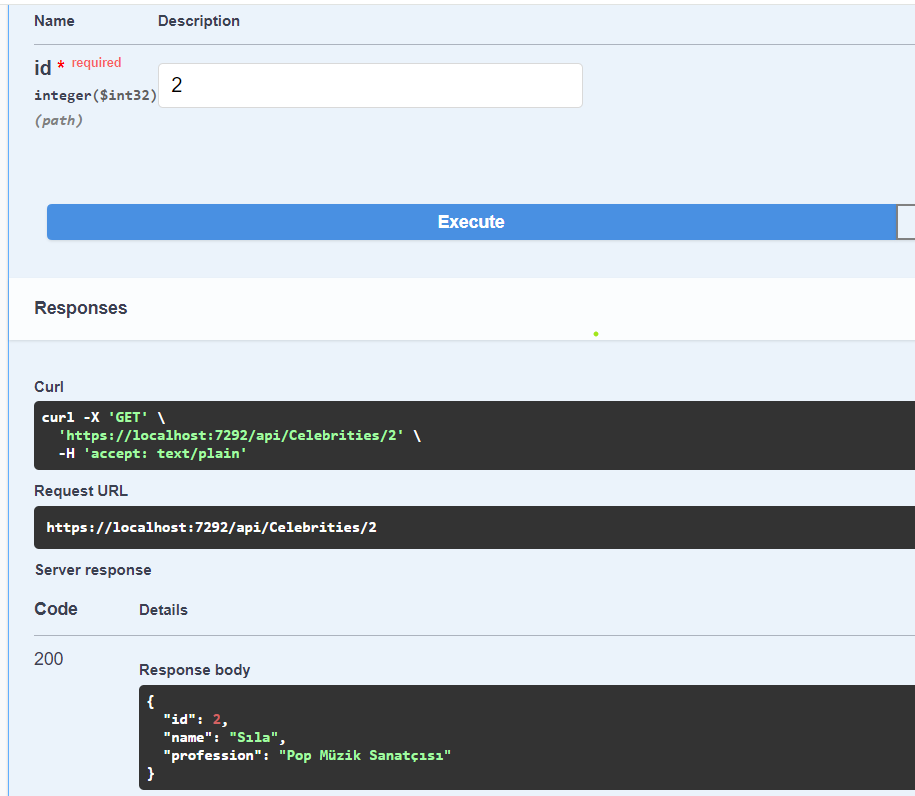 Name Description
id * required
2
integer($int32)
(path)
Execute
Responses
Curl
curl -X 'GET' \
'https://localhost:7292/api/Celebrities/2' \
-H 'accept: text/plain'
Request URL
https://localhost:7292/api/Celebrities/2
Server response
Code Details
200
Response body
{
"id": 2,
"name": "Sıla",
"profession": "Pop Müzik Sanatçısı"
}